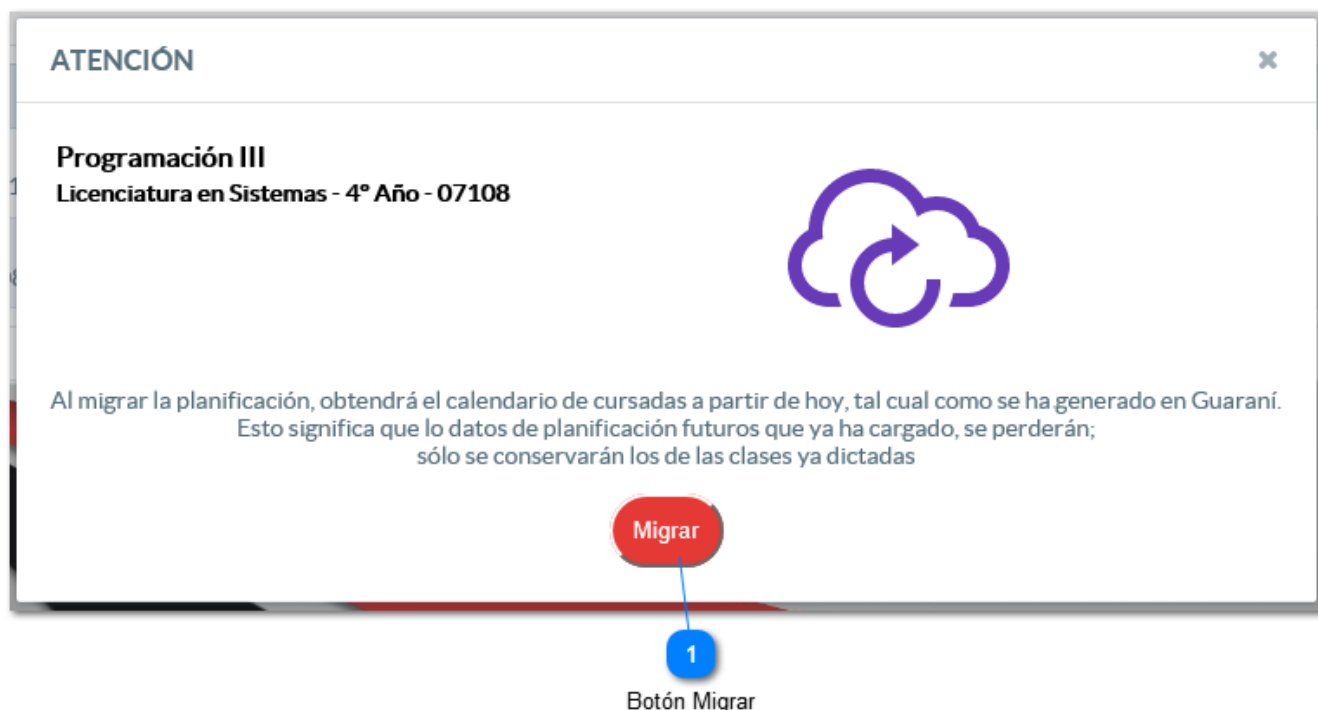 ATENCIÓN
Programación III
Licenciatura en Sistemas - 4º Año - 07108
Al migrar la planificación, obtendrá el calendario de cursadas a partir de hoy, tal cual como se ha generado en Guaraní.
Esto significa que lo datos de planificación futuros que ya ha cargado, se perderán;
sólo se conservarán los de las clases ya dictadas
Migrar
1
Botón Migrar